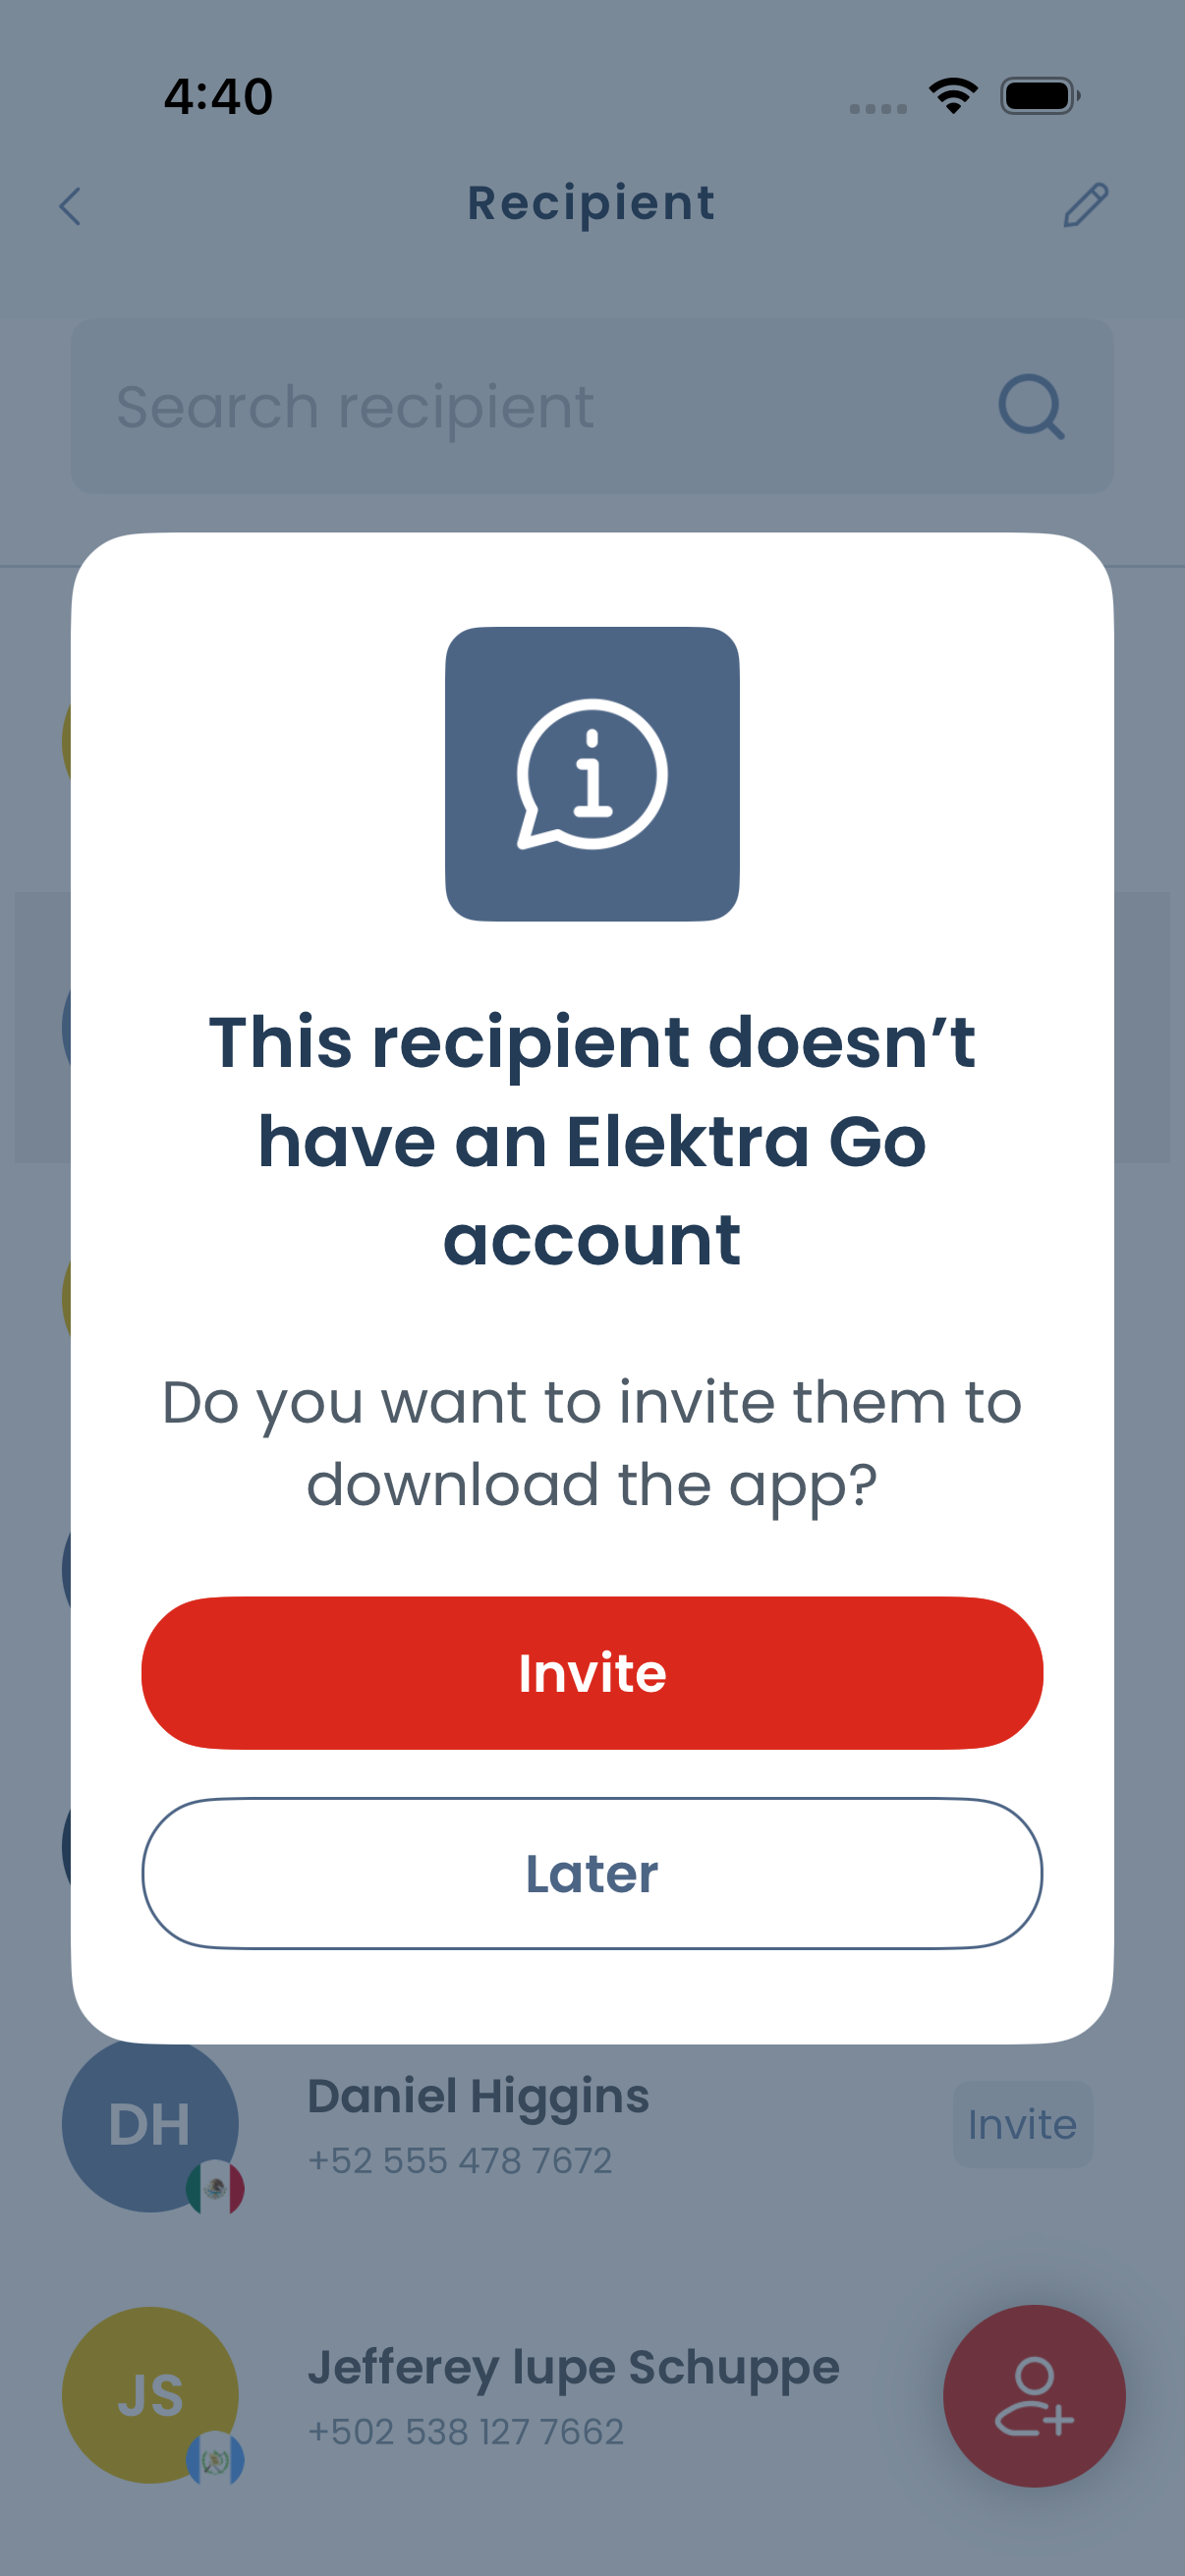 4:40
Recipient
Search recipient
This recipient doesn’t
have an Elektra Go
account
Do you want to invite them to
download the app?
Invite
Later
DH
Daniel Higgins
+52 555 478 7672
Invite
JS
Jefferey lupe Schuppe
+502 538 127 7662